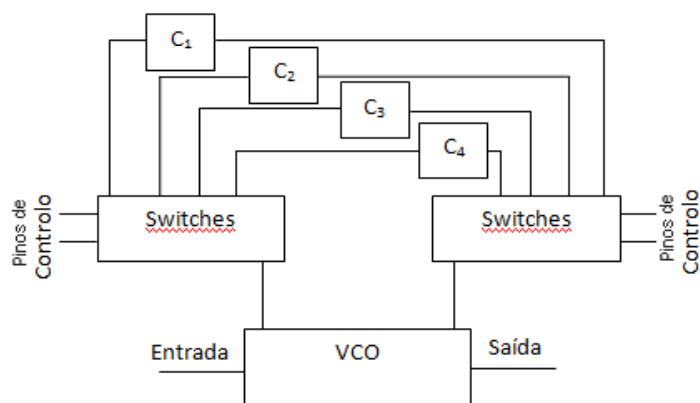 C₁
C₂
C₃
C₄
Pinos de
Controlo
Switches
Switches
Pinos de
Controlo
Entrada
VCO
Saída